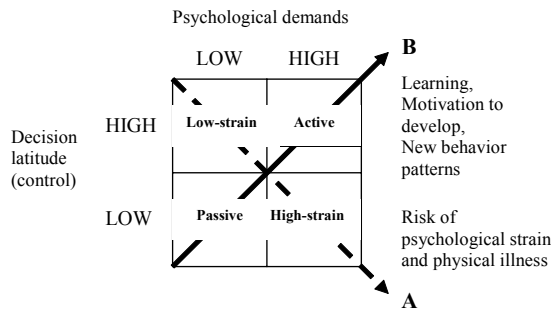 Psychological demands
LOW HIGH
B
Learning,
Motivation to
develop,
New behavior
patterns
Decision
latitude
(control)
HIGH
Low-strain Active
LOW
Passive High-strain
Risk of
psychological strain
and physical illness
A